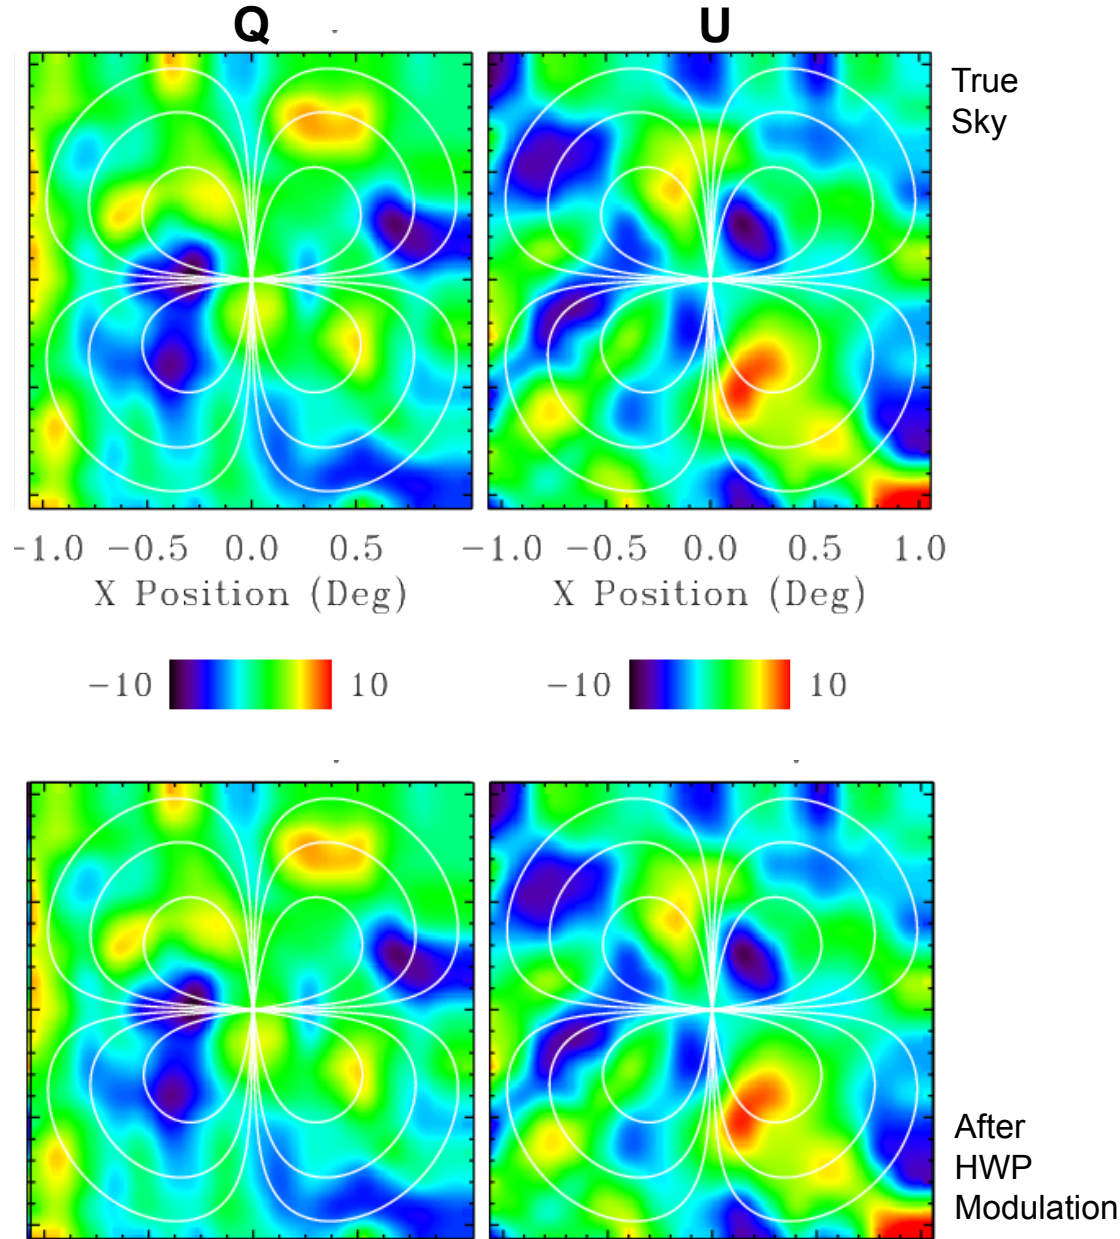 Q U
True
Sky
-1.0 -0.5 0.0 0.5 -1.0 -0.5 0.0 0.5 1.0
X Position (Deg) X Position (Deg)
-10 10 -10 10
After
HWP
Modulation